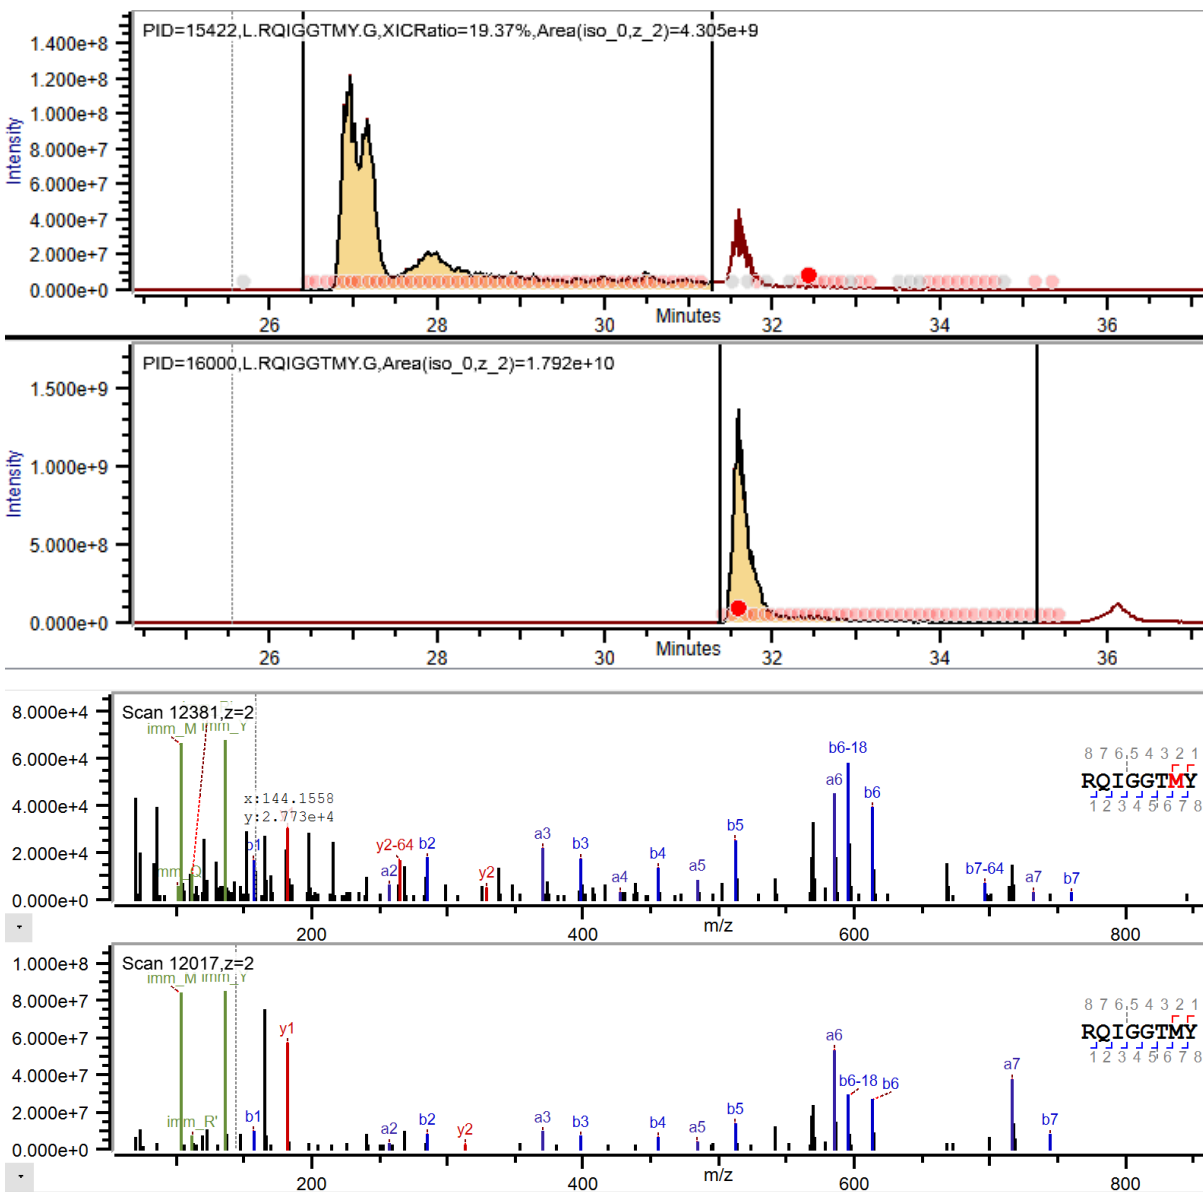 PID=15422,L.RQIGGTMY.G,XICRatio=19.37%,Area(iso_0,z_2)=4.305e+9
Intensity
1.400e+8
1.200e+8
1.000e+8
8.000e+7
6.000e+7
4.000e+7
2.000e+7
0.000e+0
26 28 30 32 34 36
Minutes
PID=16000,L.RQIGGTMY.G,Area(iso_0,z_2)=1.792e+10
Intensity
1.500e+9
1.000e+9
5.000e+8
0.000e+0
26 28 30 32 34 36
Minutes
Scan 12381,z=2
8.000e+4
6.000e+4
4.000e+4
2.000e+4
0.000e+0
imm_M imm_Y
x:144.1558
y:2.773e+4
b1 a2 y2-64 b2 y2 a3 b3 a4 b4 a5 b5 a6 b6-18 b6 b7-64 a7 b7
8 7 6 5 4 3 2 1
RQIGGTMY
1 2 3 4 5 6 7 8
200 400 600 800
m/z
Scan 12017,z=2
1.000e+8
8.000e+7
6.000e+7
4.000e+7
2.000e+7
0.000e+0
imm_M imm_Y
imm_R'
b1 y1 a2 b2 y2 a3 b3 b4 a5 b5 a6 b6-18 b6 a7 b7
8 7 6 5 4 3 2 1
RQIGGTMY
1 2 3 4 5 6 7 8
200 400 600 800
m/z